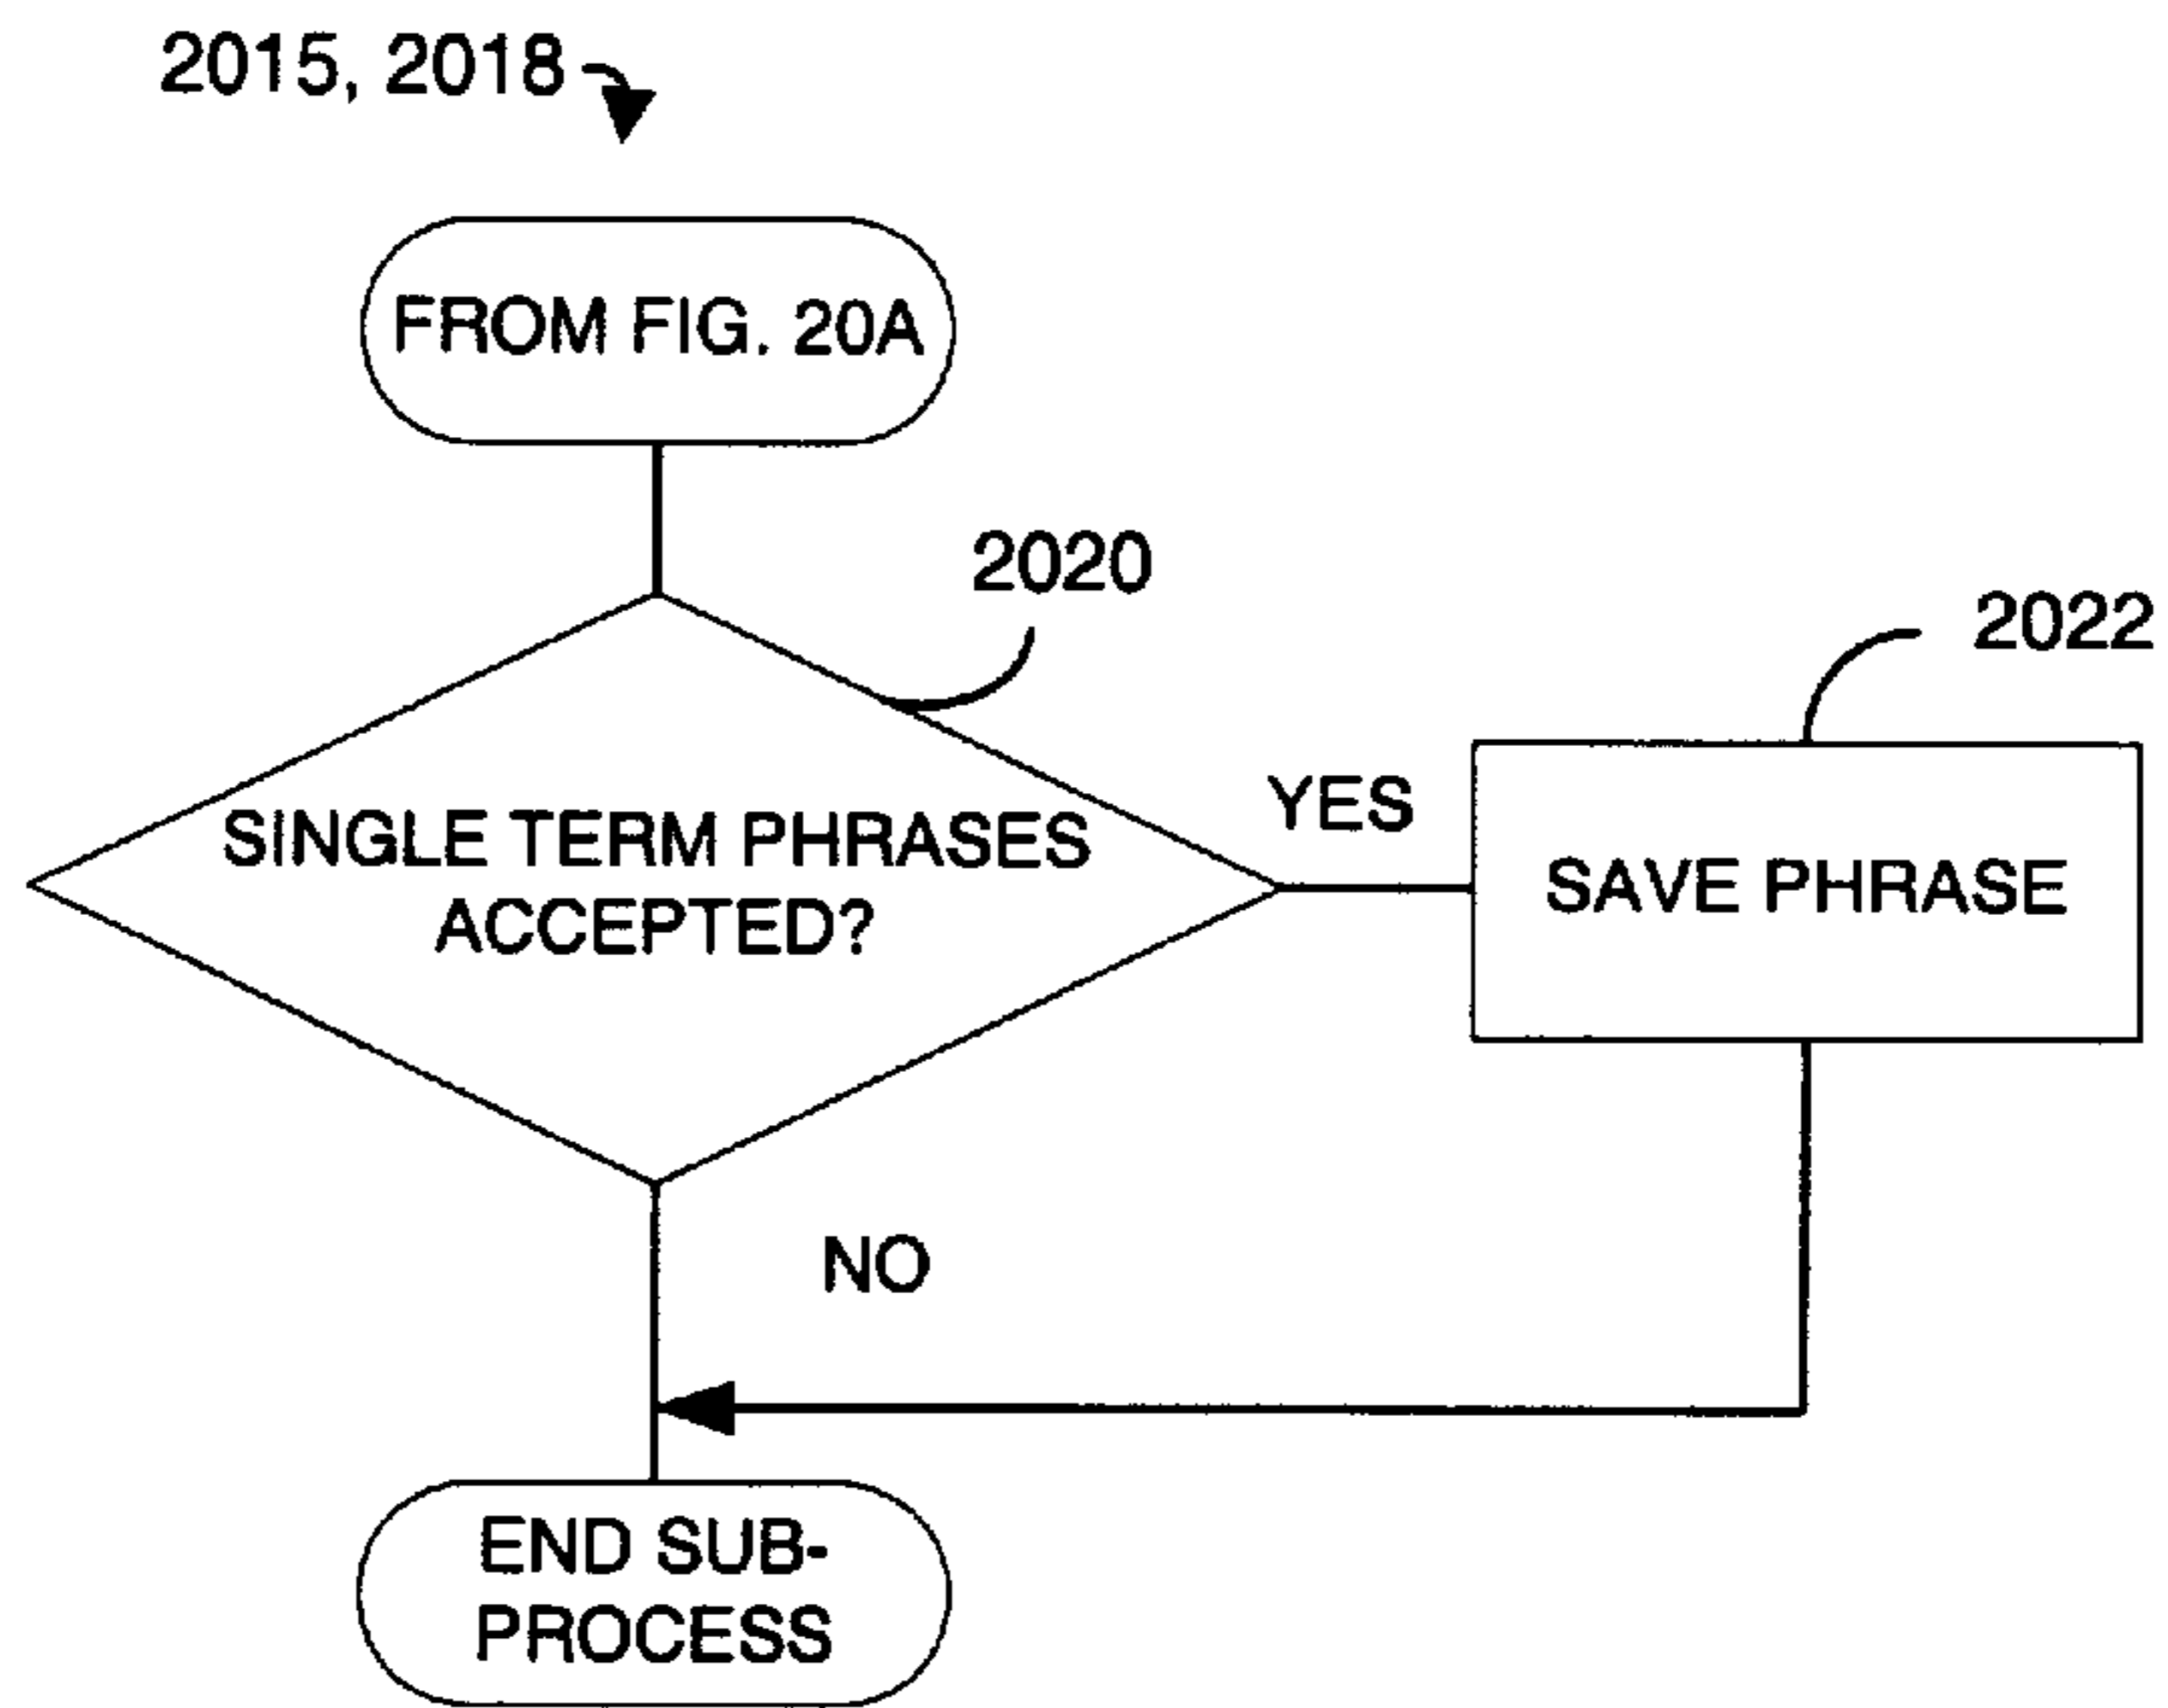 2015, 2018
FROM FIG. 20A
2020
2022
YES
SINGLE TERM PHRASES
ACCEPTED?
SAVE PHRASE
NO
END SUB-
PROCESS